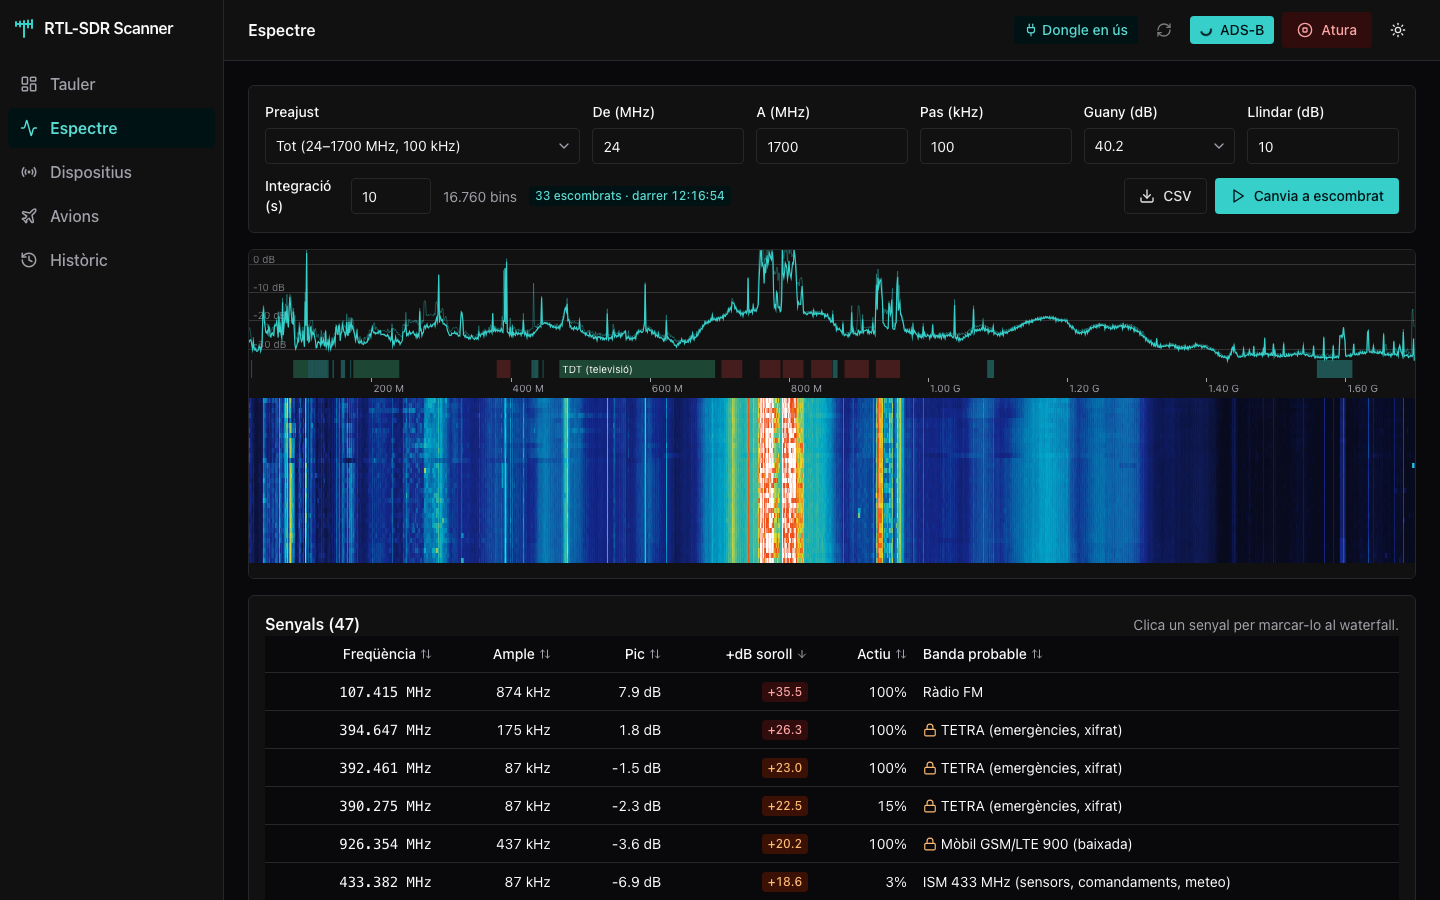 RTL-SDR Scanner
Tauler
Espectre
Dispositius
Avions
Històric
Espectre
Dongle en ús
ADS-B
Atura
Preajust
De (MHz)
A (MHz)
Pas (kHz)
Guany (dB)
Llindar (dB)
Tot (24–1700 MHz, 100 kHz)
24
1700
100
40.2
10
Integració
(s)
10
16.760 bins
33 escombrats · darrer 12:16:54
CSV
Canvia a escombrat
0 dB
-10 dB
-20 dB
-30 dB
TDT (televisió)
200 M
400 M
600 M
800 M
1.00 G
1.20 G
1.40 G
1.60 G
Senyals (47)
Clica un senyal per marcar-lo al waterfall.
Freqüència Ample Pic +dB soroll Actiu Banda probable
107.415 MHz 874 kHz 7.9 dB +35.5 100% Ràdio FM
394.647 MHz 175 kHz 1.8 dB +26.3 100% TETRA (emergències, xifrat)
392.461 MHz 87 kHz -1.5 dB +23.0 100% TETRA (emergències, xifrat)
390.275 MHz 87 kHz -2.3 dB +22.5 15% TETRA (emergències, xifrat)
926.354 MHz 437 kHz -3.6 dB +20.2 100% Mòbil GSM/LTE 900 (baixada)
433.382 MHz 87 kHz -6.9 dB +18.6 3% ISM 433 MHz (sensors, comandaments, meteo)